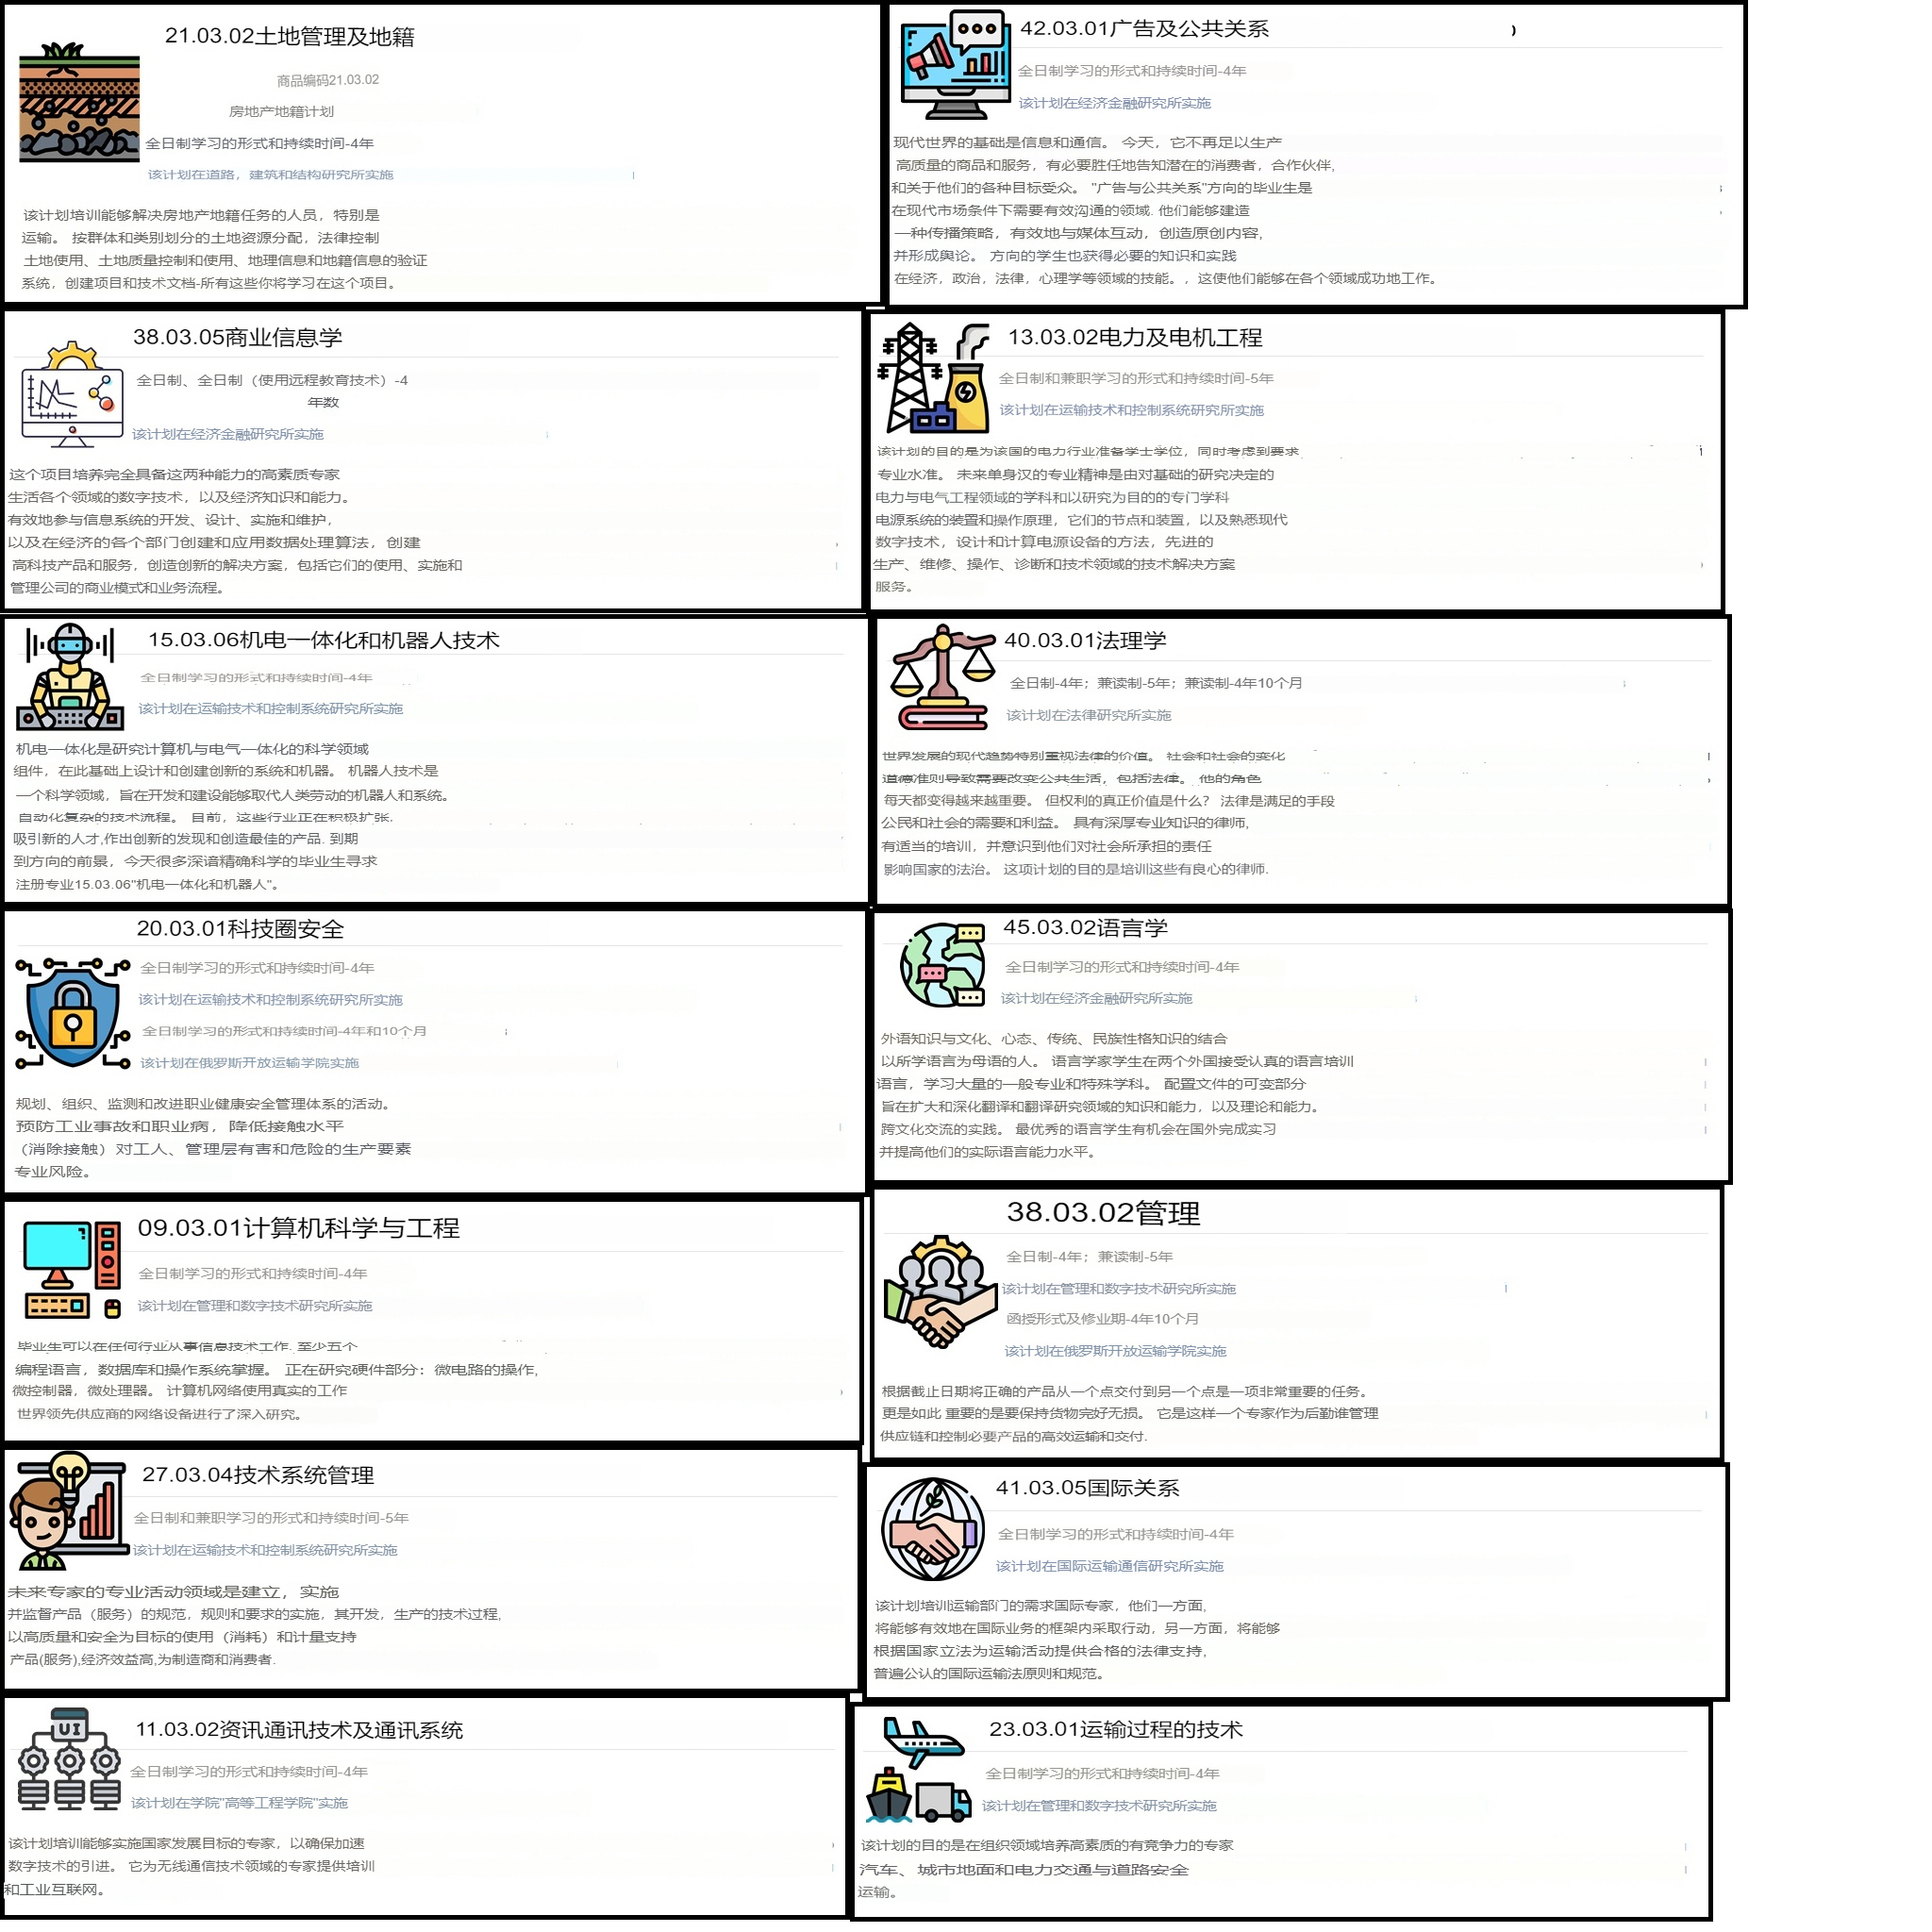 21.03.02土地管理及地籍
商品编码21.03.02
房地产地籍计划
全日制学习的形式和持续时间-4年
该计划在道路，建筑和结构研究所实施
该计划培训能够解决房地产地籍任务的人员，特别是
运输。 按群体和类别划分的土地资源分配，法律控制
土地使用、土地质量控制和使用、地理信息和地籍信息的验证
系统，创建项目和技术文档-所有这些你将学习在这个项目。
42.03.01广告及公共关系
全日制学习的形式和持续时间-4年
该计划在经济金融研究所实施
现代世界的基础是信息和通信。 今天，它不再足以生产
高质量的商品和服务，有必要胜任地告知潜在的消费者，合作伙伴，
和关于他们的各种目标受众。 "广告与公共关系"方向的毕业生是
在现代市场条件下需要有效沟通的领域. 他们能够建造
一种传播策略，有效地与媒体互动，创造原创内容，
并形成舆论。 方向的学生也获得必要的知识和实践
在经济，政治，法律，心理学等领域的技能。，这使他们能够在各个领域成功地工作。
38.03.05商业信息学
全日制、全日制（使用远程教育技术）-4
年数
该计划在经济金融研究所实施
这个项目培养完全具备这两种能力的高素质专家
生活各个领域的数字技术，以及经济知识和能力。
有效地参与信息系统的开发、设计、实施和维护，
以及在经济的各个部门创建和应用数据处理算法，创建
高科技产品和服务，创造创新的解决方案，包括它们的使用、实施和
管理公司的商业模式和业务流程。
13.03.02电力及电机工程
全日制和兼职学习的形式和持续时间-5年
该计划在运输技术和控制系统研究所实施
该计划的目的是为该国的电力行业准备学士学位，同时考虑到要求
专业水准。 未来单身汉的专业精神是由对基础的研究决定的
电力与电气工程领域的学科和以研究为目的的专门学科
电源系统的装置和操作原理，它们的节点和装置，以及熟悉现代
数字技术，设计和计算电源设备的方法，先进的
生产、维修、操作、诊断和技术领域的技术解决方案
服务。
15.03.06机电一体化和机器人技术
全日制学习的形式和持续时间-4年
该计划在运输技术和控制系统研究所实施
机电一体化是研究计算机与电气一体化的科学领域
组件，在此基础上设计和创建创新的系统和机器。 机器人技术是
一个科学领域，旨在开发和建设能够取代人类劳动的机器人和系统。
自动化复杂的技术流程。 目前，这些行业正在积极扩张.
吸引新的人才,作出创新的发现和创造最佳的产品. 到期
到方向的前景，今天很多深谙精确科学的毕业生寻求
注册专业15.03.06"机电一体化和机器人"。
40.03.01法理学
全日制-4年；兼读制-5年；兼读制-4年10个月
该计划在法律研究所实施
世界发展的现代趋势特别重视法律的价值。 社会和社会的变化
道德准则导致需要改变公共生活，包括法律。 他的角色
每天都变得越来越重要。 但权利的真正价值是什么？ 法律是满足的手段
公民和社会的需要和利益。 具有深厚专业知识的律师，
有适当的培训，并意识到他们对社会所承担的责任
影响国家的法治。 这项计划的目的是培训这些有良心的律师.
20.03.01科技圈安全
全日制学习的形式和持续时间-4年
该计划在运输技术和控制系统研究所实施
全日制学习的形式和持续时间-4年和10个月
该计划在俄罗斯开放运输学院实施
规划、组织、监测和改进职业健康安全管理体系的活动。
预防工业事故和职业病，降低接触水平
（消除接触）对工人、管理层有害和危险的生产要素
专业风险。
45.03.02语言学
全日制学习的形式和持续时间-4年
该计划在经济金融研究所实施
外语知识与文化、心态、传统、民族性格知识的结合
以所学语言为母语的人。 语言学家学生在两个外国接受认真的语言培训
语言，学习大量的一般专业和特殊学科。 配置文件的可变部分
旨在扩大和深化翻译和翻译研究领域的知识和能力，以及理论和能力。
跨文化交流的实践。 最优秀的语言学生有机会在国外完成实习
并提高他们的实际语言能力水平。
09.03.01计算机科学与工程
全日制学习的形式和持续时间-4年
该计划在管理和数字技术研究所实施
毕业生可以在任何行业从事信息技术工作. 至少五个
编程语言，数据库和操作系统掌握。 正在研究硬件部分：微电路的操作,
微控制器，微处理器。 计算机网络使用真实的工作
世界领先供应商的网络设备进行了深入研究。
38.03.02管理
全日制-4年；兼读制-5年
该计划在管理和数字技术研究所实施
函授形式及修业期-4年10个月
该计划在俄罗斯开放运输学院实施
根据截止日期将正确的产品从一个点交付到另一个点是一项非常重要的任务。
更是如此 重要的是要保持货物完好无损。 它是这样一个专家作为后勤谁管理
供应链和控制必要产品的高效运输和交付.
27.03.04技术系统管理
全日制和兼职学习的形式和持续时间-5年
该计划在运输技术和控制系统研究所实施
未来专家的专业活动领域是建立，实施
并监督产品（服务）的规范，规则和要求的实施，其开发，生产的技术过程,
以高质量和安全为目标的使用（消耗）和计量支持
产品(服务),经济效益高,为制造商和消费者.
41.03.05国际关系
全日制学习的形式和持续时间-4年
该计划在国际运输通信研究所实施
该计划培训运输部门的需求国际专家，他们一方面，
将能够有效地在国际业务的框架内采取行动，另一方面，将能够
根据国家立法为运输活动提供合格的法律支持，
普遍公认的国际运输法原则和规范。
UI
11.03.02资讯通讯技术及通讯系统
全日制学习的形式和持续时间-4年
该计划在学院"高等工程学院"实施
该计划培训能够实施国家发展目标的专家，以确保加速
数字技术的引进。 它为无线通信技术领域的专家提供培训
和工业互联网。
23.03.01运输过程的技术
全日制学习的形式和持续时间-4年
该计划在管理和数字技术研究所实施
该计划的目的是在组织领域培养高素质的有竞争力的专家
汽车、城市地面和电力交通与道路安全
运输。